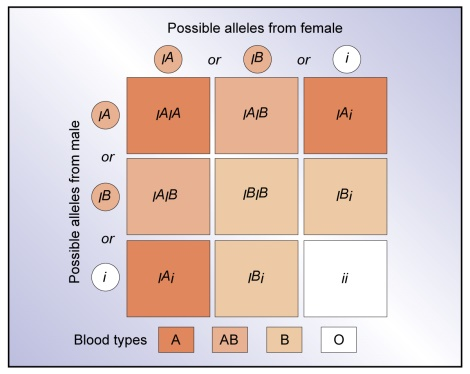 Possible alleles from female
IA or IB or i
Possible alleles from male
IA
or
IB
or
i
IAIA IAIB IAi
IAIB IBIB IBi
IAi IBi ii
Blood types A AB B O